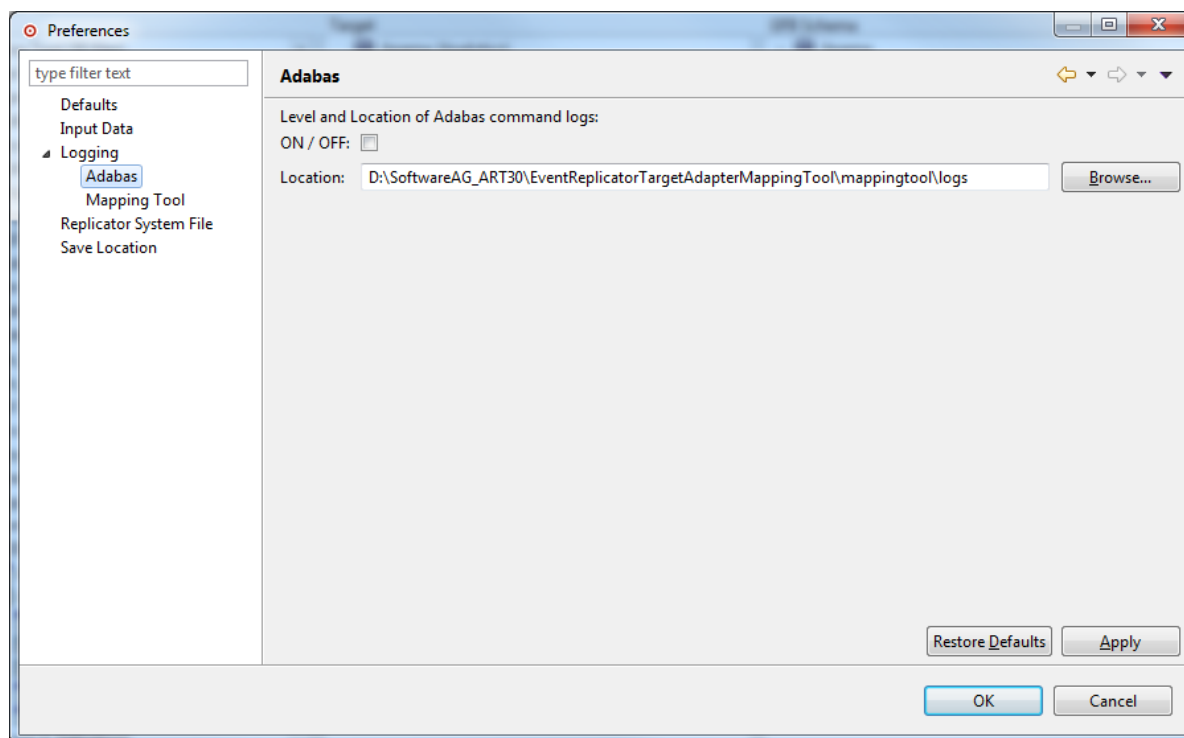 Preferences
type filter text
Defaults
Input Data
Logging
Adabas
Mapping Tool
Replicator System File
Save Location
Adabas
Level and Location of Adabas command logs:
ON / OFF:
Location: D:\SoftwareAG_ART30\EventReplicatorTargetAdapterMappingTool\mappingtool\logs Browse...
Restore Defaults Apply
OK Cancel